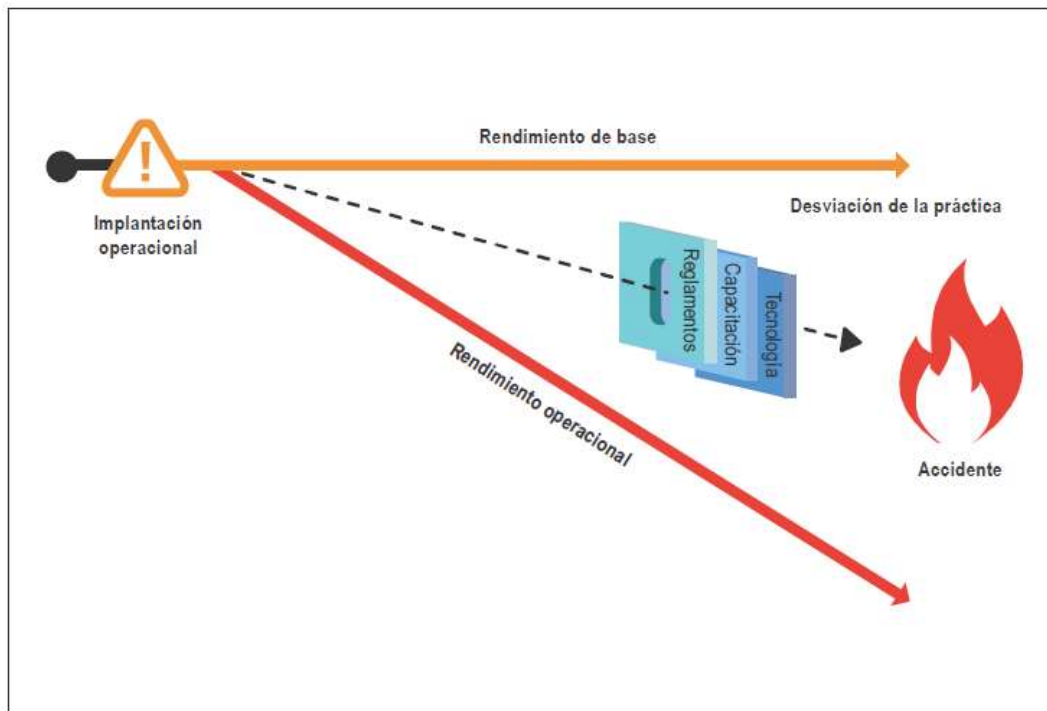 Rendimiento de base
Desviación de la práctica
!
Implantación
operacional
Reglamentos
Capacitación
Tecnología
Rendimiento operacional
Accidente